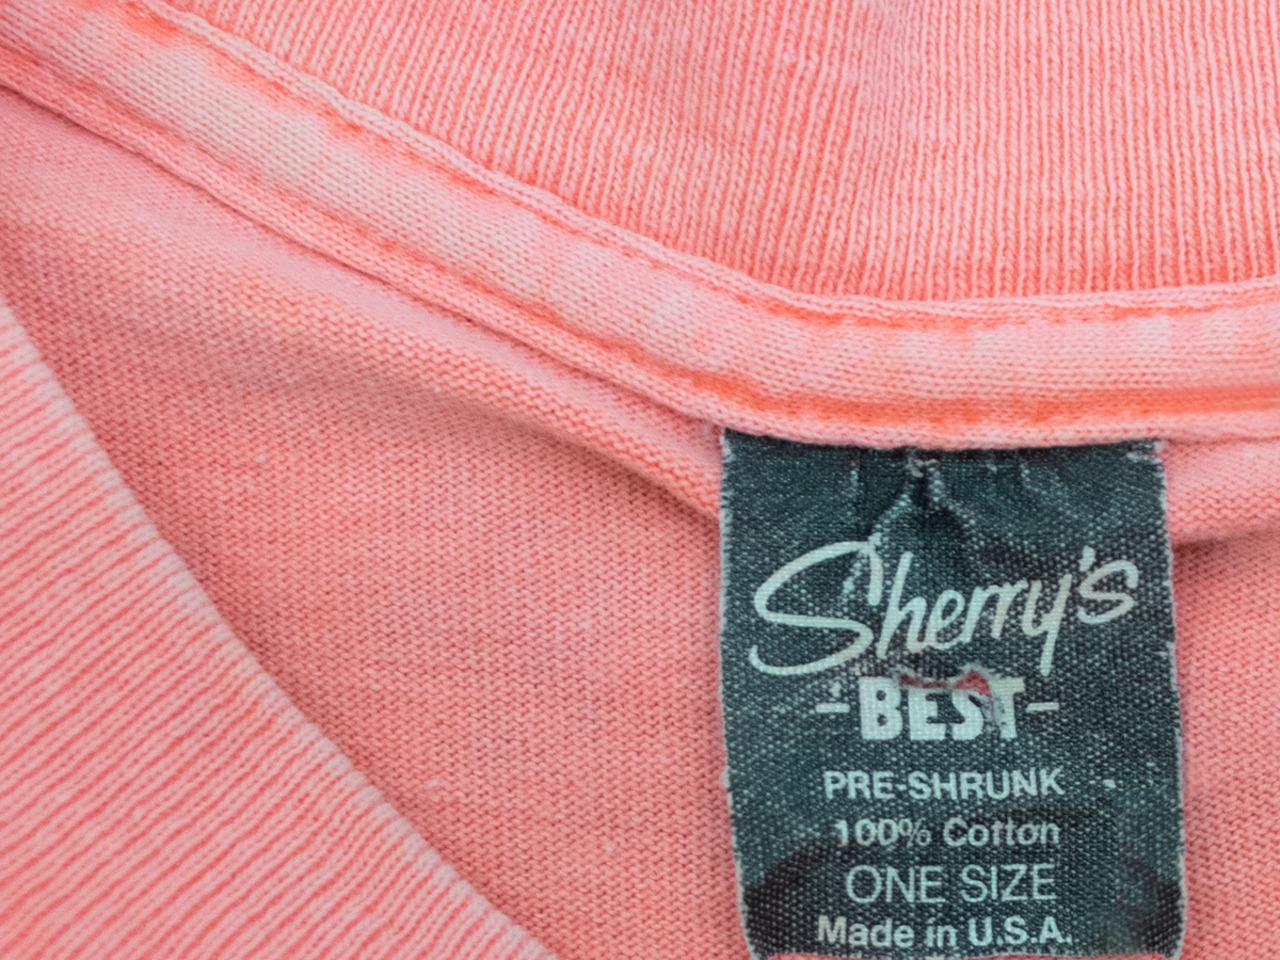 Sherry's
-BEST-
PRE-SHRUNK
100% Cotton
ONE SIZE
Made in U.S.A.